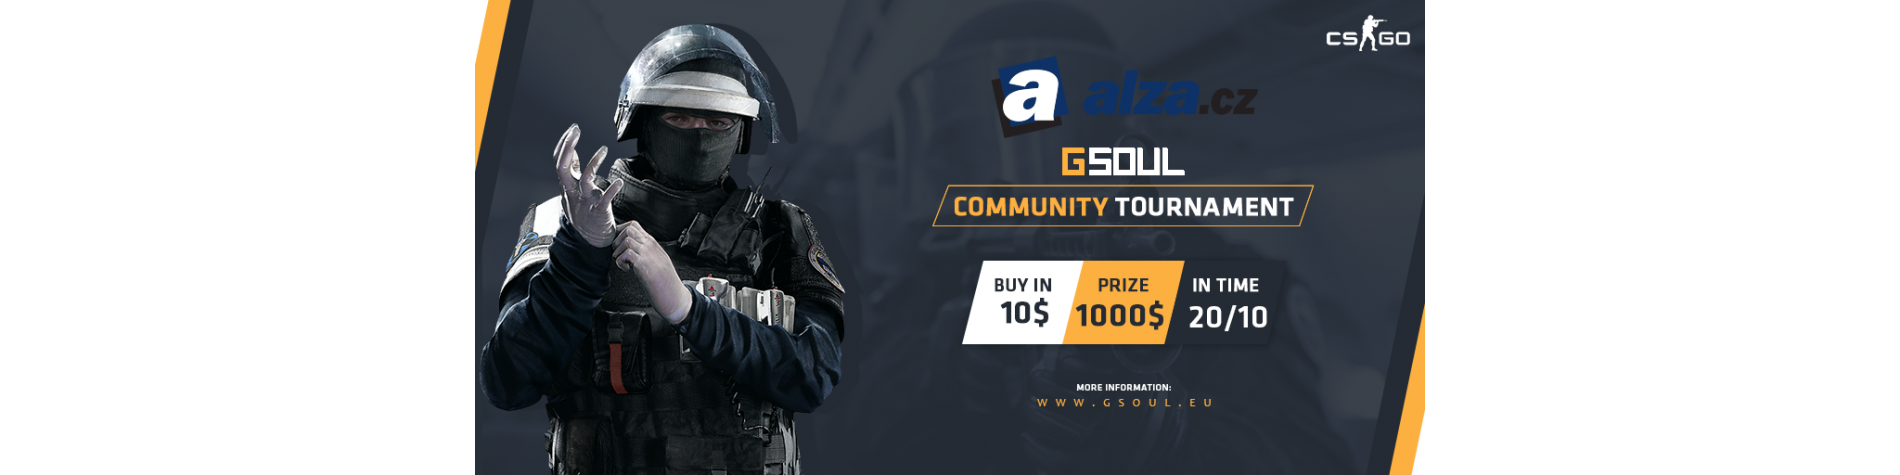 CS GO
a alza.cz
GSOUL
COMMUNITY TOURNAMENT
BUY IN
10$
PRIZE
1000$
IN TIME
20/10
MORE INFORMATION:
WWW.GSOUL.EU